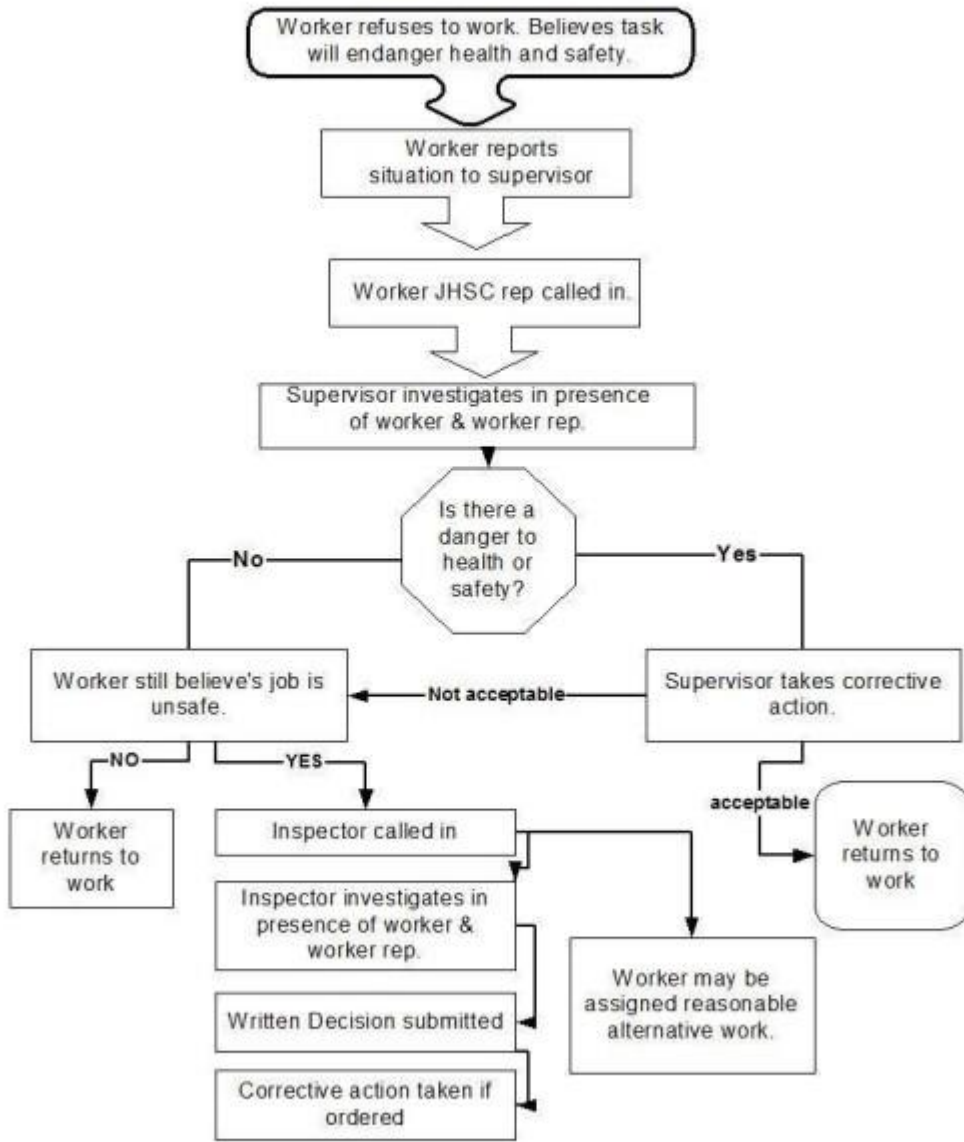 Worker refuses to work. Believes task
will endanger health and safety.
Worker reports
situation to supervisor
Worker JHSC rep called in.
Supervisor investigates in presence
of worker & worker rep.
Is there a
danger to
health or
safety?
No
Yes
Worker still believe's job is
unsafe.
Not acceptable
Supervisor takes corrective
action.
NO
YES
acceptable
Worker
returns to
work
Inspector called in
Worker
returns to
work
Inspector investigates in
presence of worker &
worker rep.
Worker may be
assigned reasonable
alternative work.
Written Decision submitted
Corrective action taken if
ordered